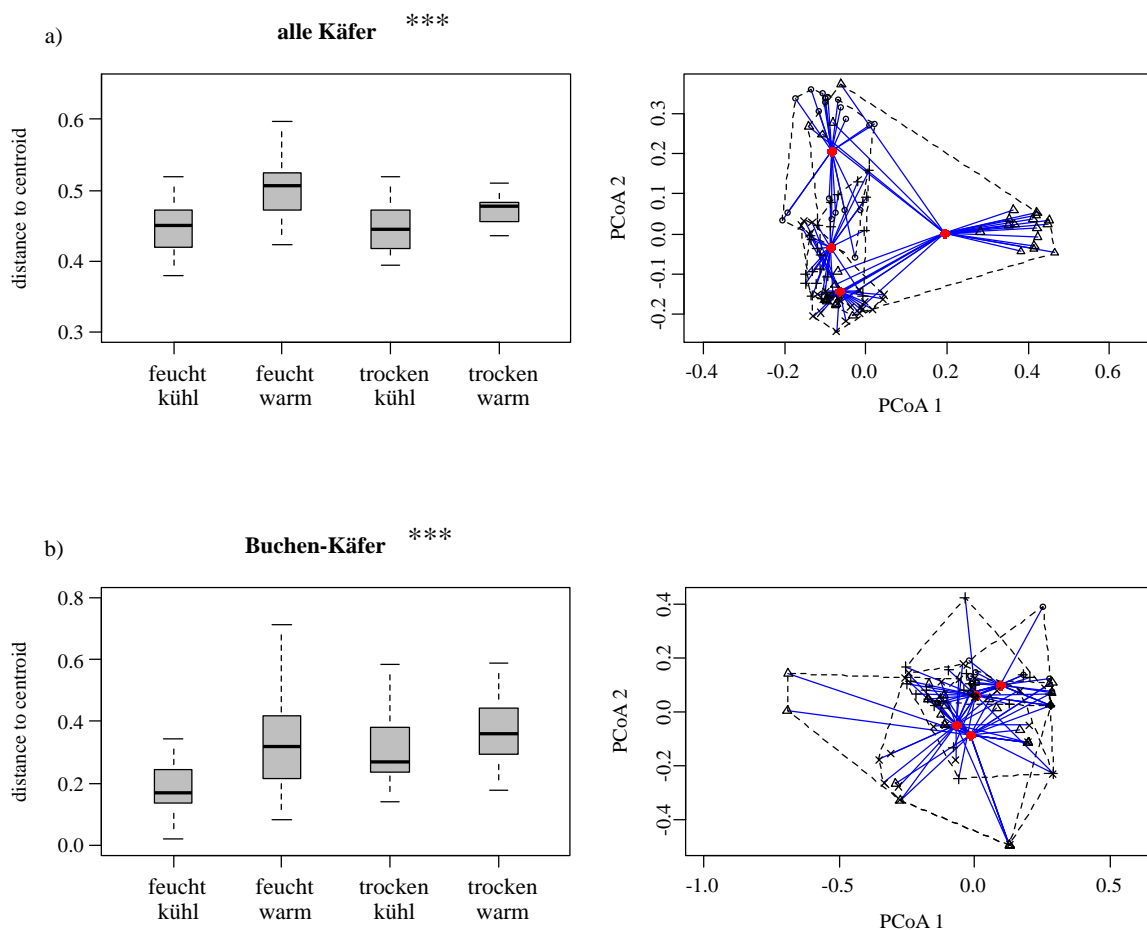 a)
alle Käfer ***
distance to centroid
0.6
0.5
0.4
0.3
feucht kühl
feucht warm
trocken kühl
trocken warm
PCoA 2
0.3
0.2
0.1
0.0
-0.1
-0.2
-0.4 -0.2 0.0 0.2 0.4 0.6
PCoA 1
b)
Buchen-Käfer ***
distance to centroid
0.8
0.6
0.4
0.2
0.0
feucht kühl
feucht warm
trocken kühl
trocken warm
PCoA 2
0.4
0.2
0.0
-0.2
-0.4
-1.0 -0.5 0.0 0.5
PCoA 1